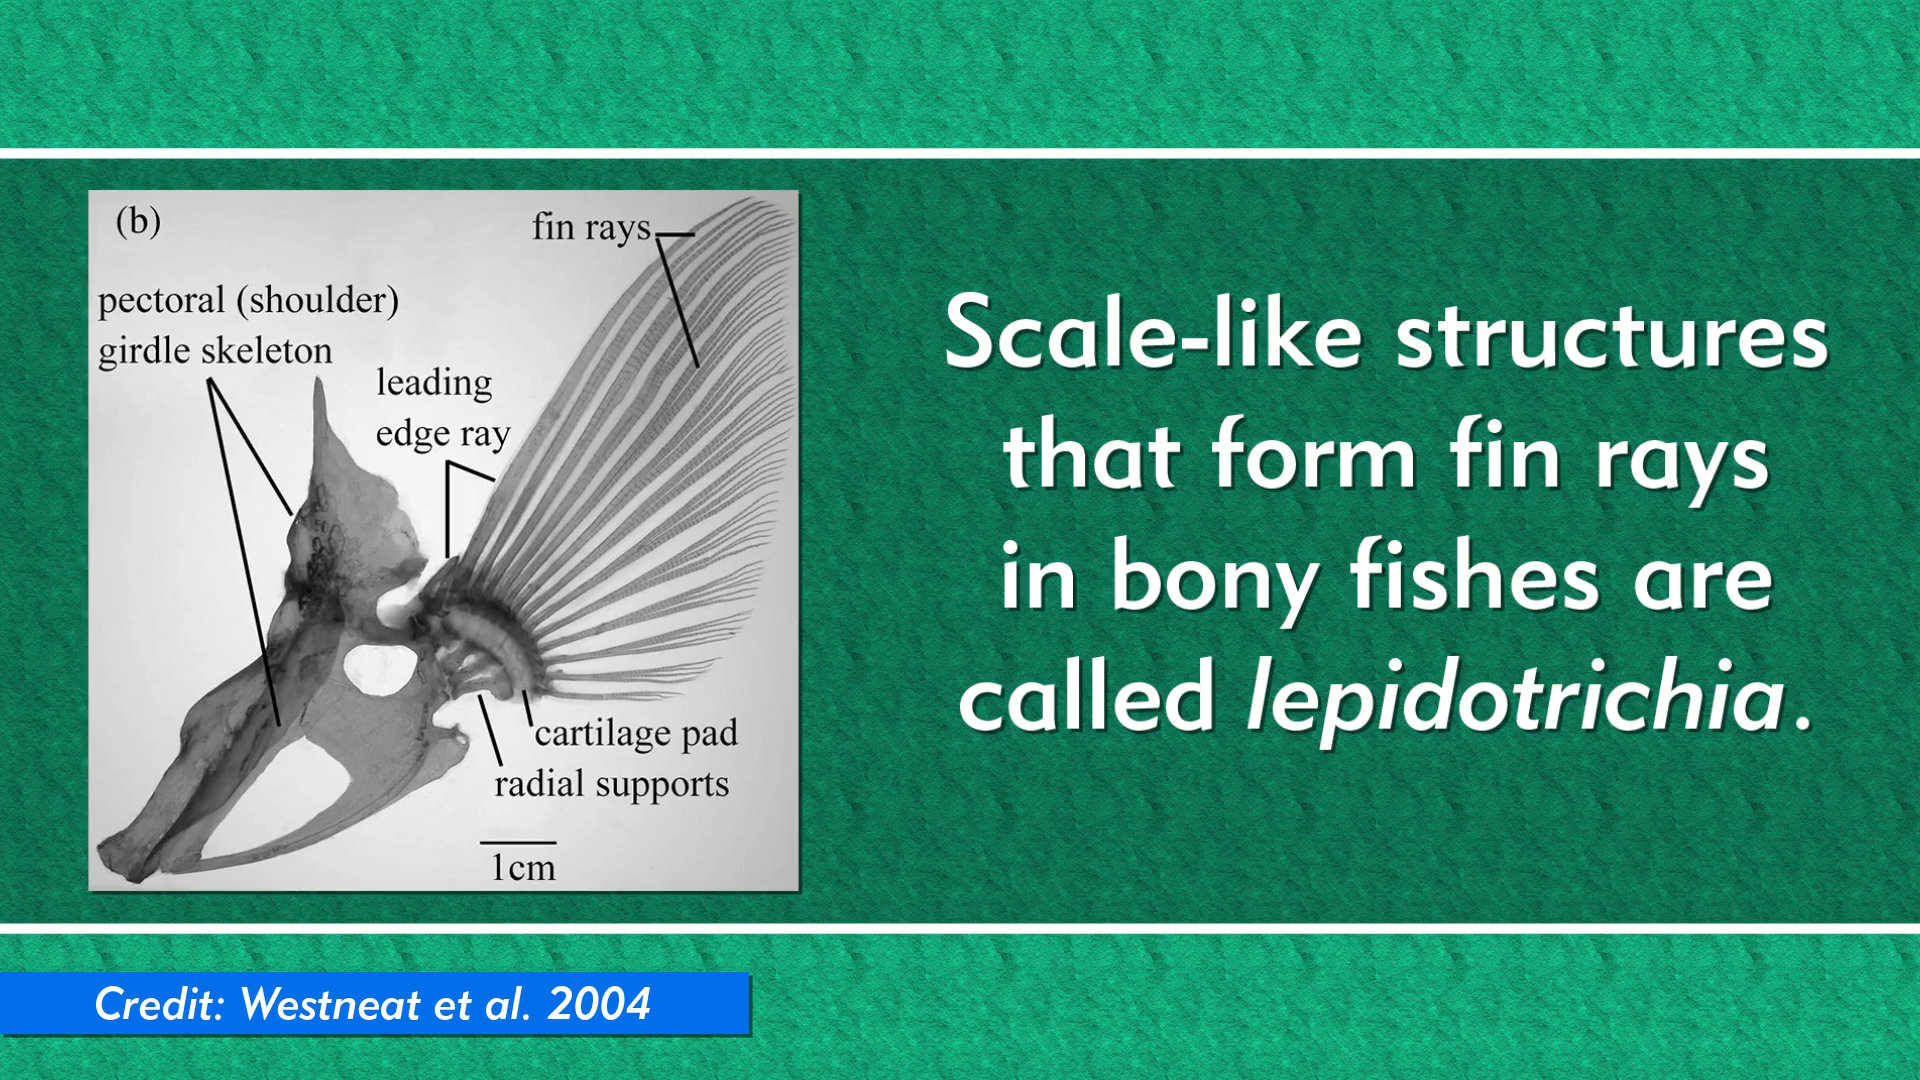 (b)
fin rays
pectoral (shoulder)
girdle skeleton
leading
edge ray
cartilage pad
radial supports
1cm
Scale-like structures
that form fin rays
in bony fishes are
called lepidotrichia.
Credit: Westneat et al. 2004